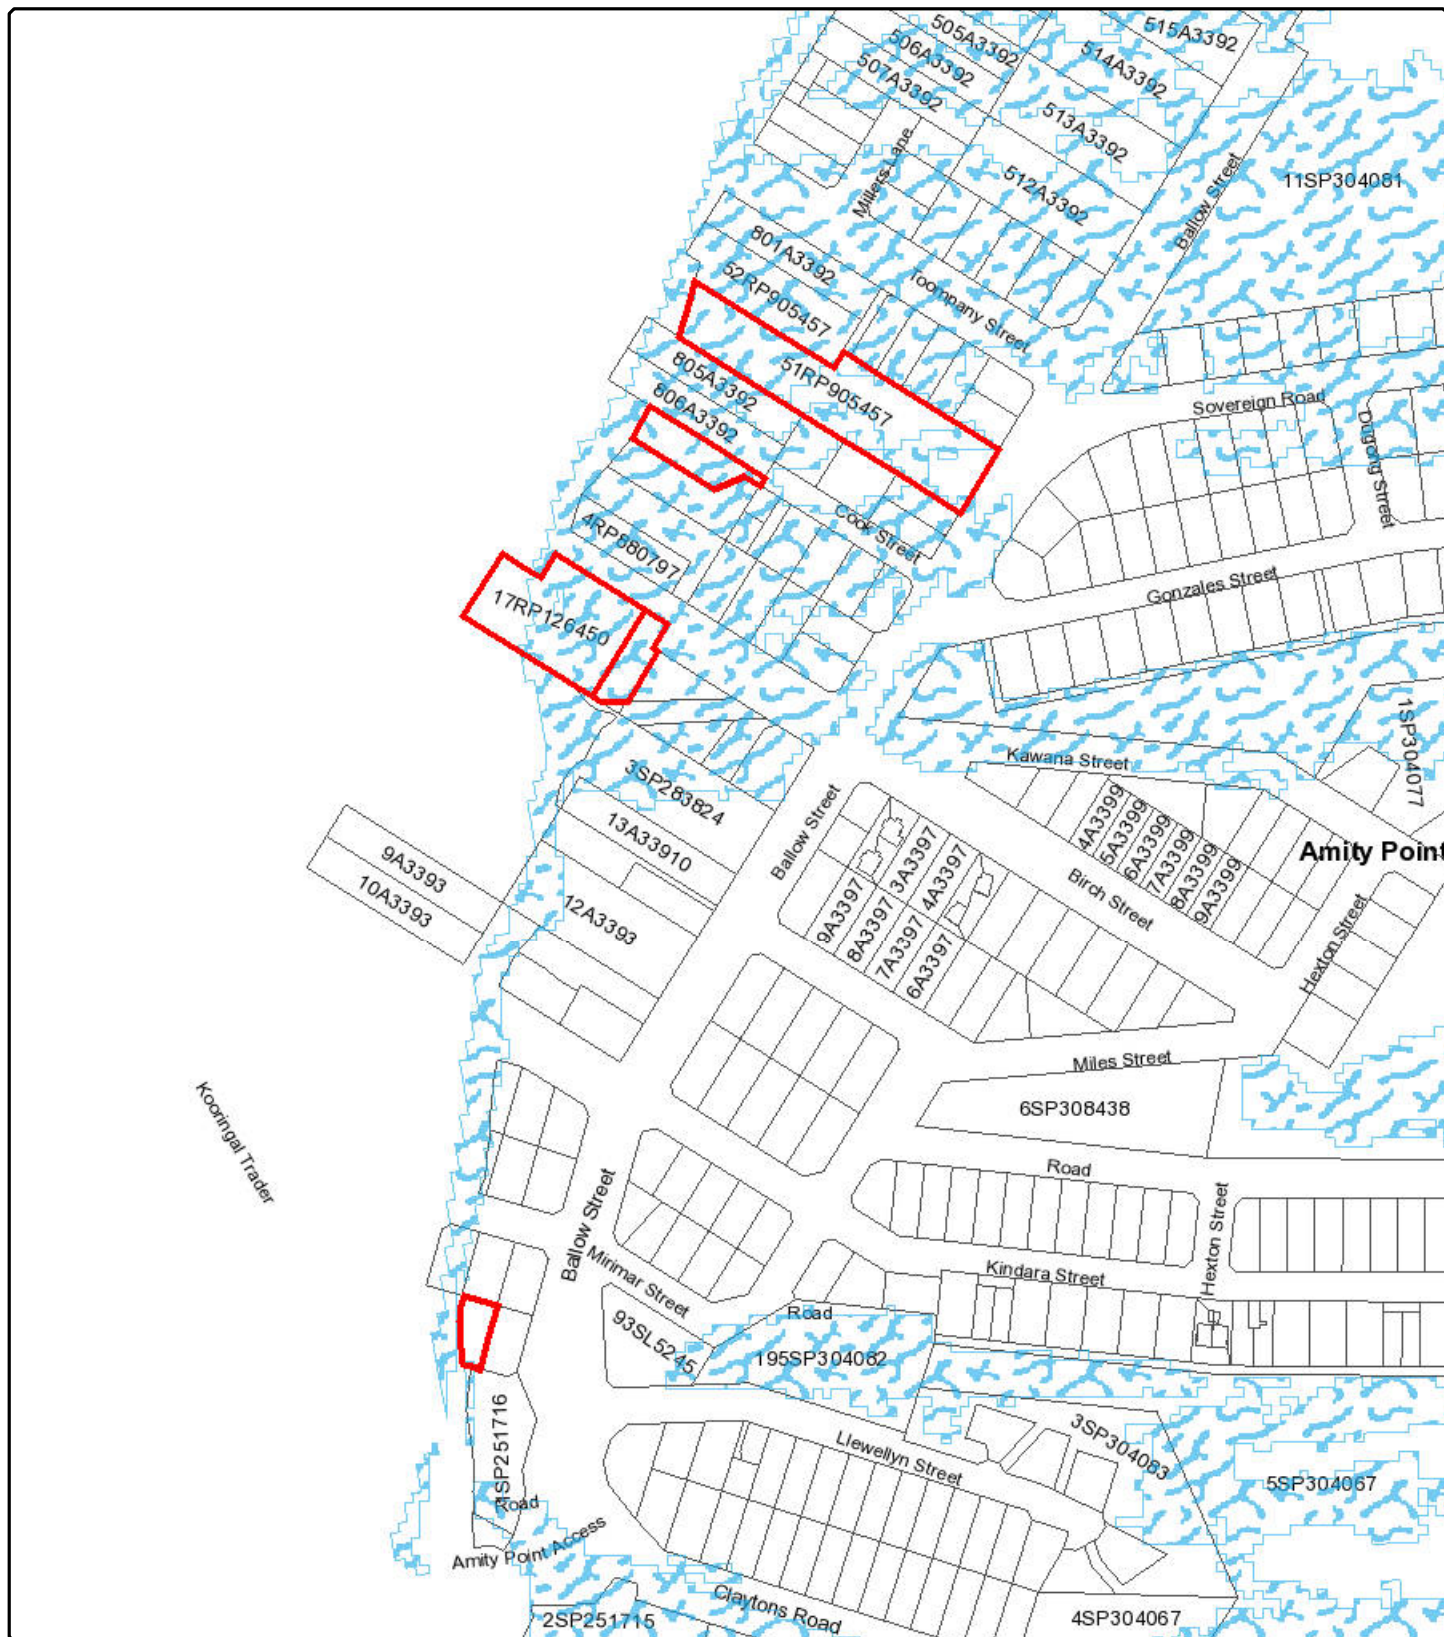 505A3392
506A3392
507A3392
515A3392
514A3392
513A3392
512A3392
Millers Lane
Ballow Street
11SP304081
801A3392
52RP905457
Toompany Street
51RP905457
805A3392
806A3392
Sovereign Road
Dugong Street
Cook Street
4RP880797
Gonzales Street
17RP126450
1SP304077
Kawana Street
3SP283824
13A33910
Ballow Street
4A3399
5A3399
6A3399
7A3399
8A3399
9A3399
Amity Point
9A3393
10A3393
12A3393
3A3397
4A3397
9A3397
8A3397
7A3397
6A3397
Birch Street
Hexton Street
Miles Street
6SP308438
Kooringal Trader
Road
Ballow Street
Mirimar Street
Kindara Street
Hexton Street
93SL5245
Road
195SP304082
1SP251716
Llewellyn Street
3SP304083
5SP304067
Road
Amity Point Access
Claytons Road
2SP251715
4SP304067